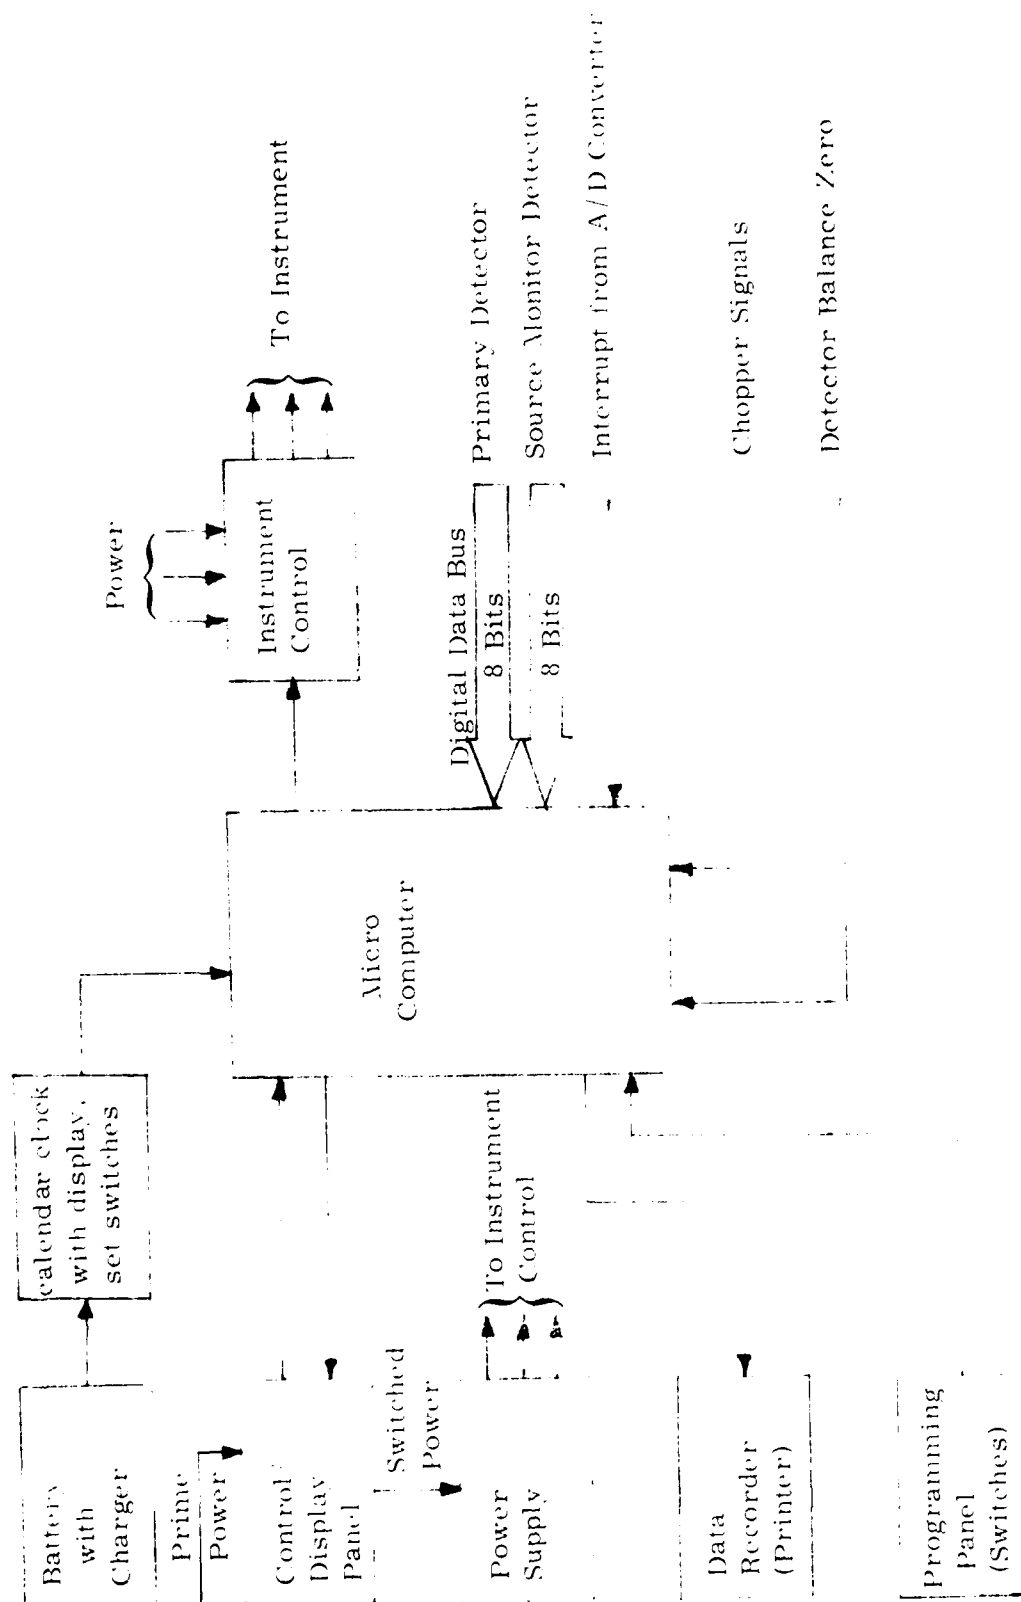 Battery
with
Charger
calendar clock
with display,
set switches
Prime
Power
Control/
Display
Panel
Switched
Power
Power
Supply
To Instrument
Control
Data
Recorder
(Printer)
Programming
Panel
(Switches)
Micro
Computer
Power
Instrument
Control
To Instrument
Digital Data Bus
8 Bits
8 Bits
Primary Detector
Source Monitor Detector
Interrupt from A/D Converter
Chopper Signals
Detector Balance Zero